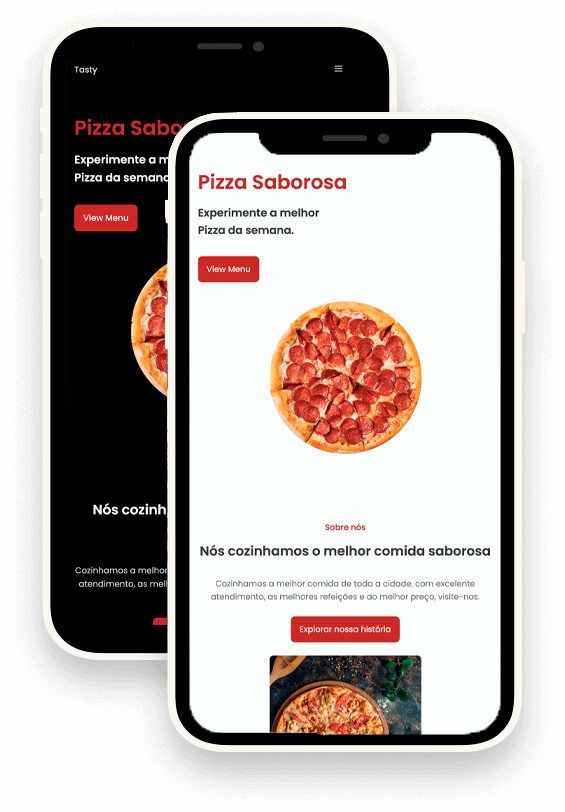 Tasty
Pizza Sabo
Experimente a m
Pizza da semana
View Menu
Nós cozinh
Cozinhamos a melhor
atendimento, as mel
Pizza Saborosa
Experimente a melhor
Pizza da semana.
View Menu
Sobre nós
Nós cozinhamos o melhor comida saborosa
Cozinhamos a melhor comida de todo a cidade, com excelente
atendimento, as melhores refeições e ao melhor preço, visite-nos.
Explorar nossa história